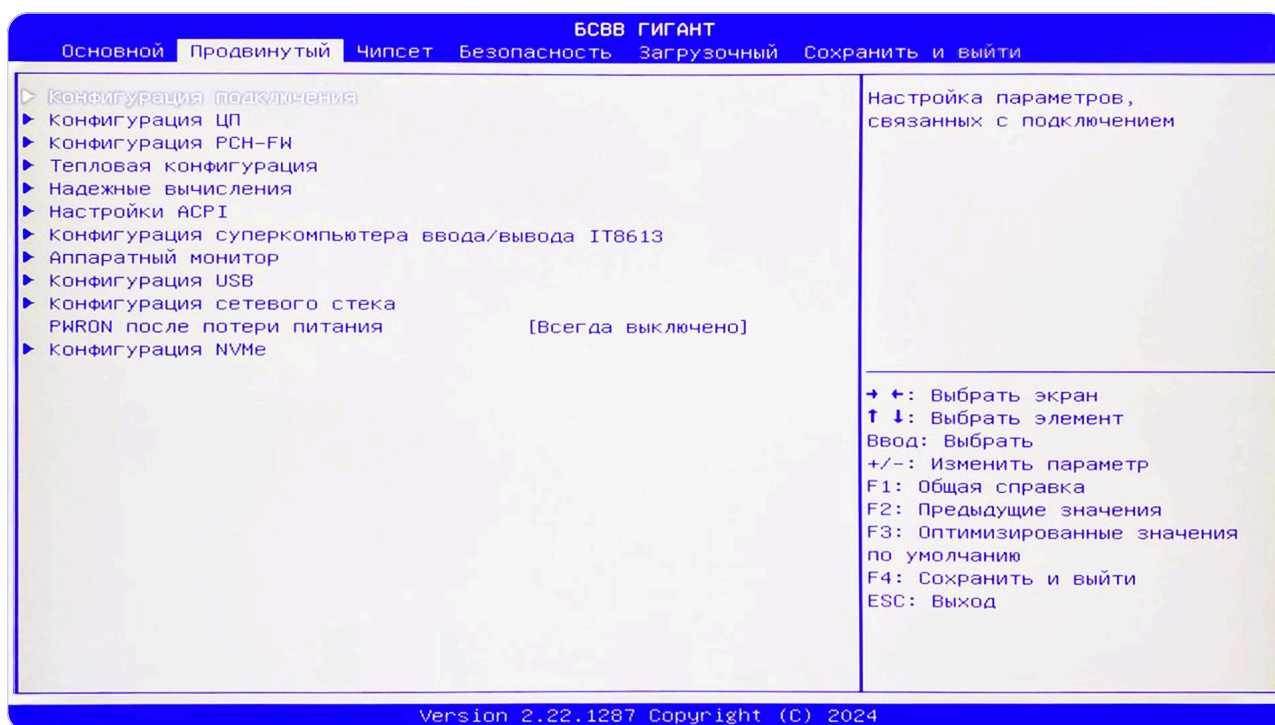 БСВВ ГИГАНТ
Основной Продвинутый Чипсет Безопасность Загрузочный Сохранить и выйти
Конфигурация подключения
Конфигурация ЦП
Конфигурация PCH-FW
Тепловая конфигурация
Надежные вычисления
Настройки ACPI
Конфигурация суперкомпьютера ввода/вывода IT8613
Аппаратный монитор
Конфигурация USB
Конфигурация сетевого стека
PWRON после потери питания [Всегда выключено]
Конфигурация NVMe
Настройка параметров,
связанных с подключением
→ ←: Выбрать экран
↑ ↓: Выбрать элемент
Ввод: Выбрать
+/-: Изменить параметр
F1: Общая справка
F2: Предыдущие значения
F3: Оптимизированные значения
по умолчанию
F4: Сохранить и выйти
ESC: Выход
Version 2.22.1287 Copyright (C) 2024